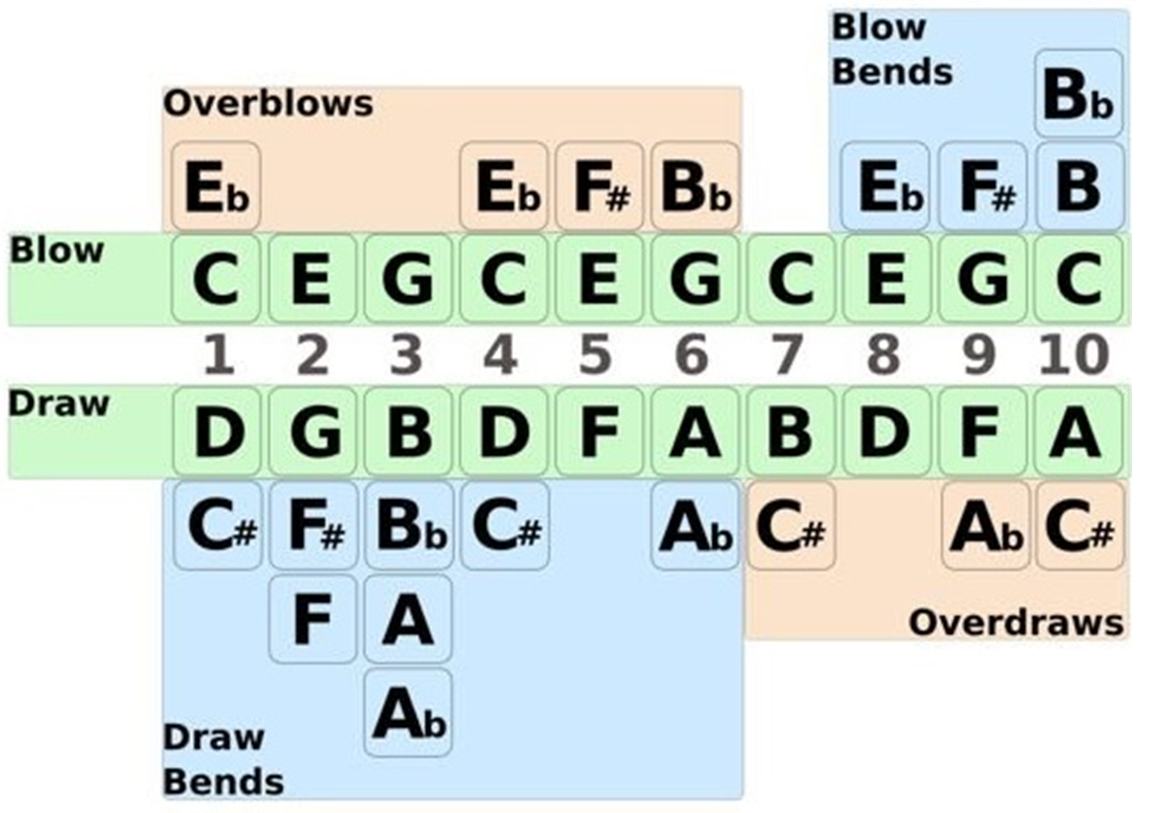 Blow
Bends
Bb
Overblows
Eb Eb F# Bb Eb F# B
Blow
C E G C E G C E G C
1 2 3 4 5 6 7 8 9 10
Draw
D G B D F A B D F A
C# F# Bb C# Ab C# Ab C#
F A
Overdraws
Ab
Draw
Bends